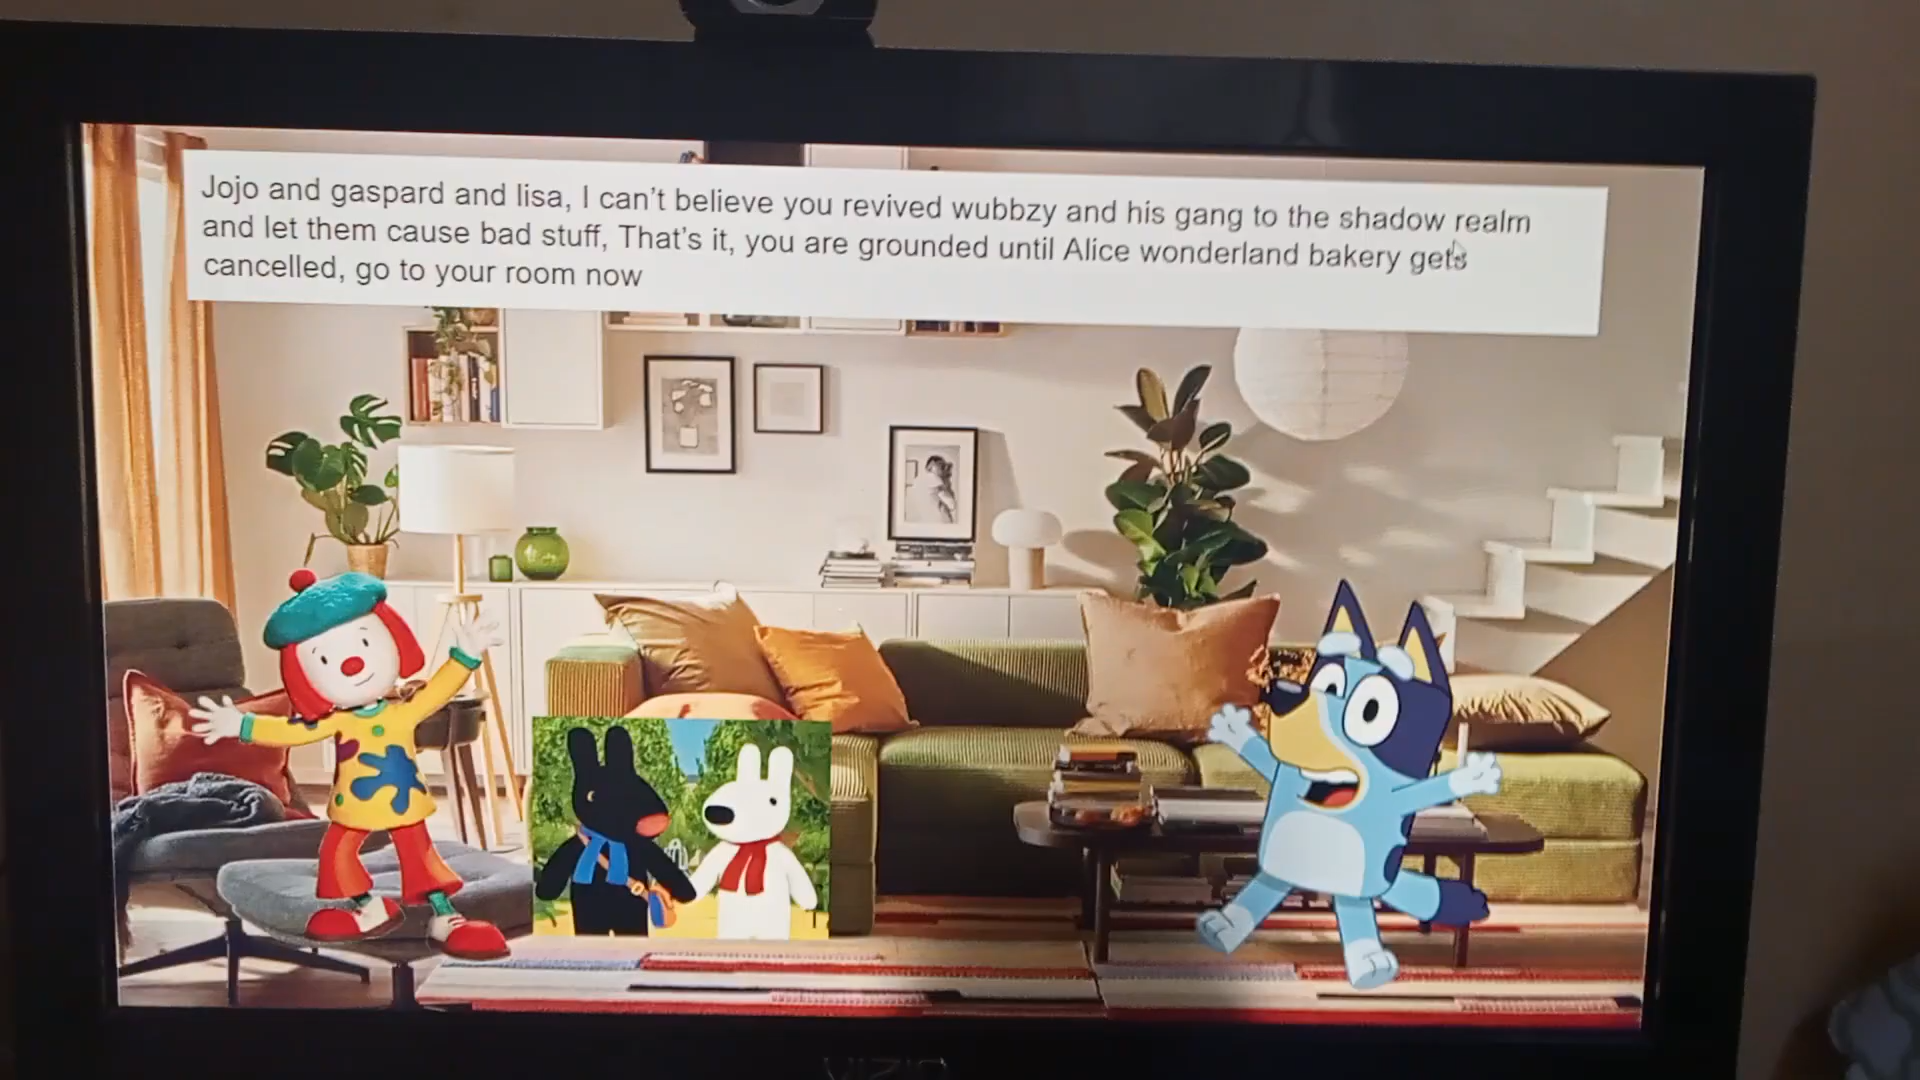 Jojo and gaspard and lisa, I can't believe you revived wubbzy and his gang to the shadow realm
and let them cause bad stuff, That's it, you are grounded until Alice wonderland bakery gets
cancelled, go to your room now
VIZIO